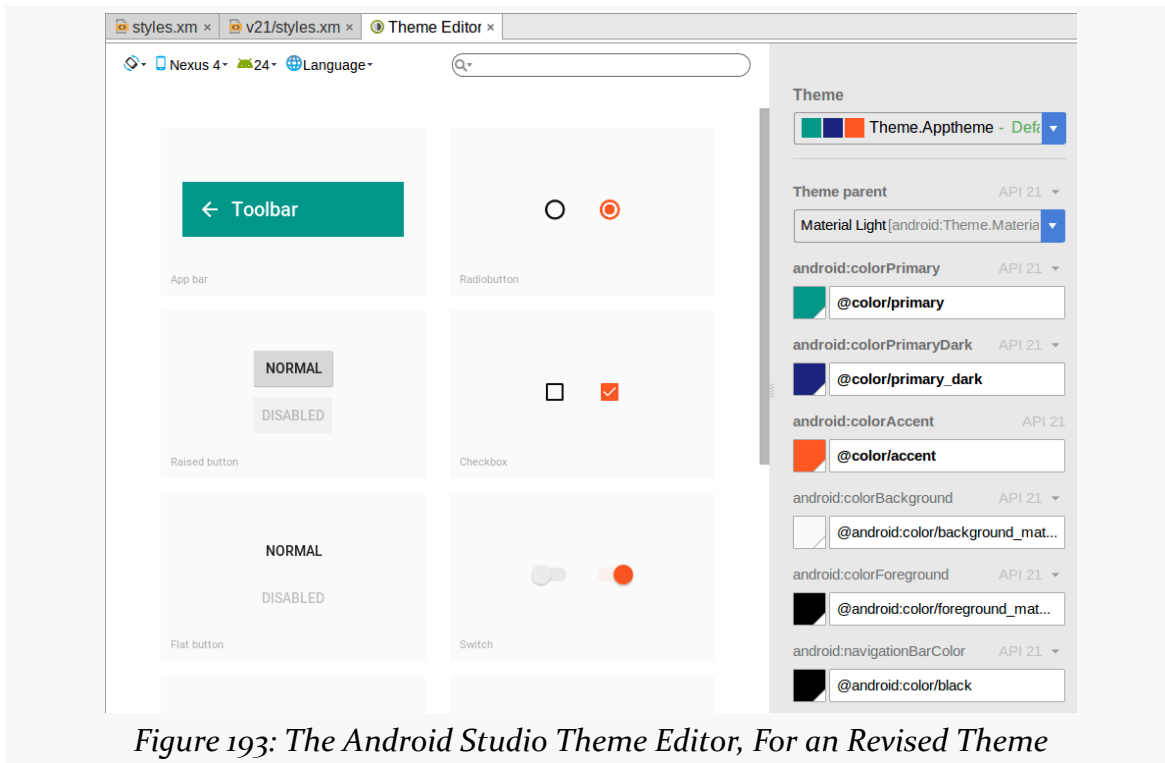 styles.xm × v21/styles.xm × Theme Editor ×
Nexus 4 24 Language
Theme
Theme.Apptheme - Defa
Theme parent API 21
Material Light [android:Theme.Materia
android:colorPrimary API 21
@color/primary
android:colorPrimaryDark API 21
@color/primary_dark
android:colorAccent API 21
@color/accent
android:colorBackground API 21
@android:color/background_mat...
android:colorForeground API 21
@android:color/foreground_mat...
android:navigationBarColor API 21
@android:color/black
Toolbar
App bar
Radiobutton
NORMAL
DISABLED
Raised button
Checkbox
NORMAL
DISABLED
Flat button
Switch
Figure 193: The Android Studio Theme Editor, For an Revised Theme